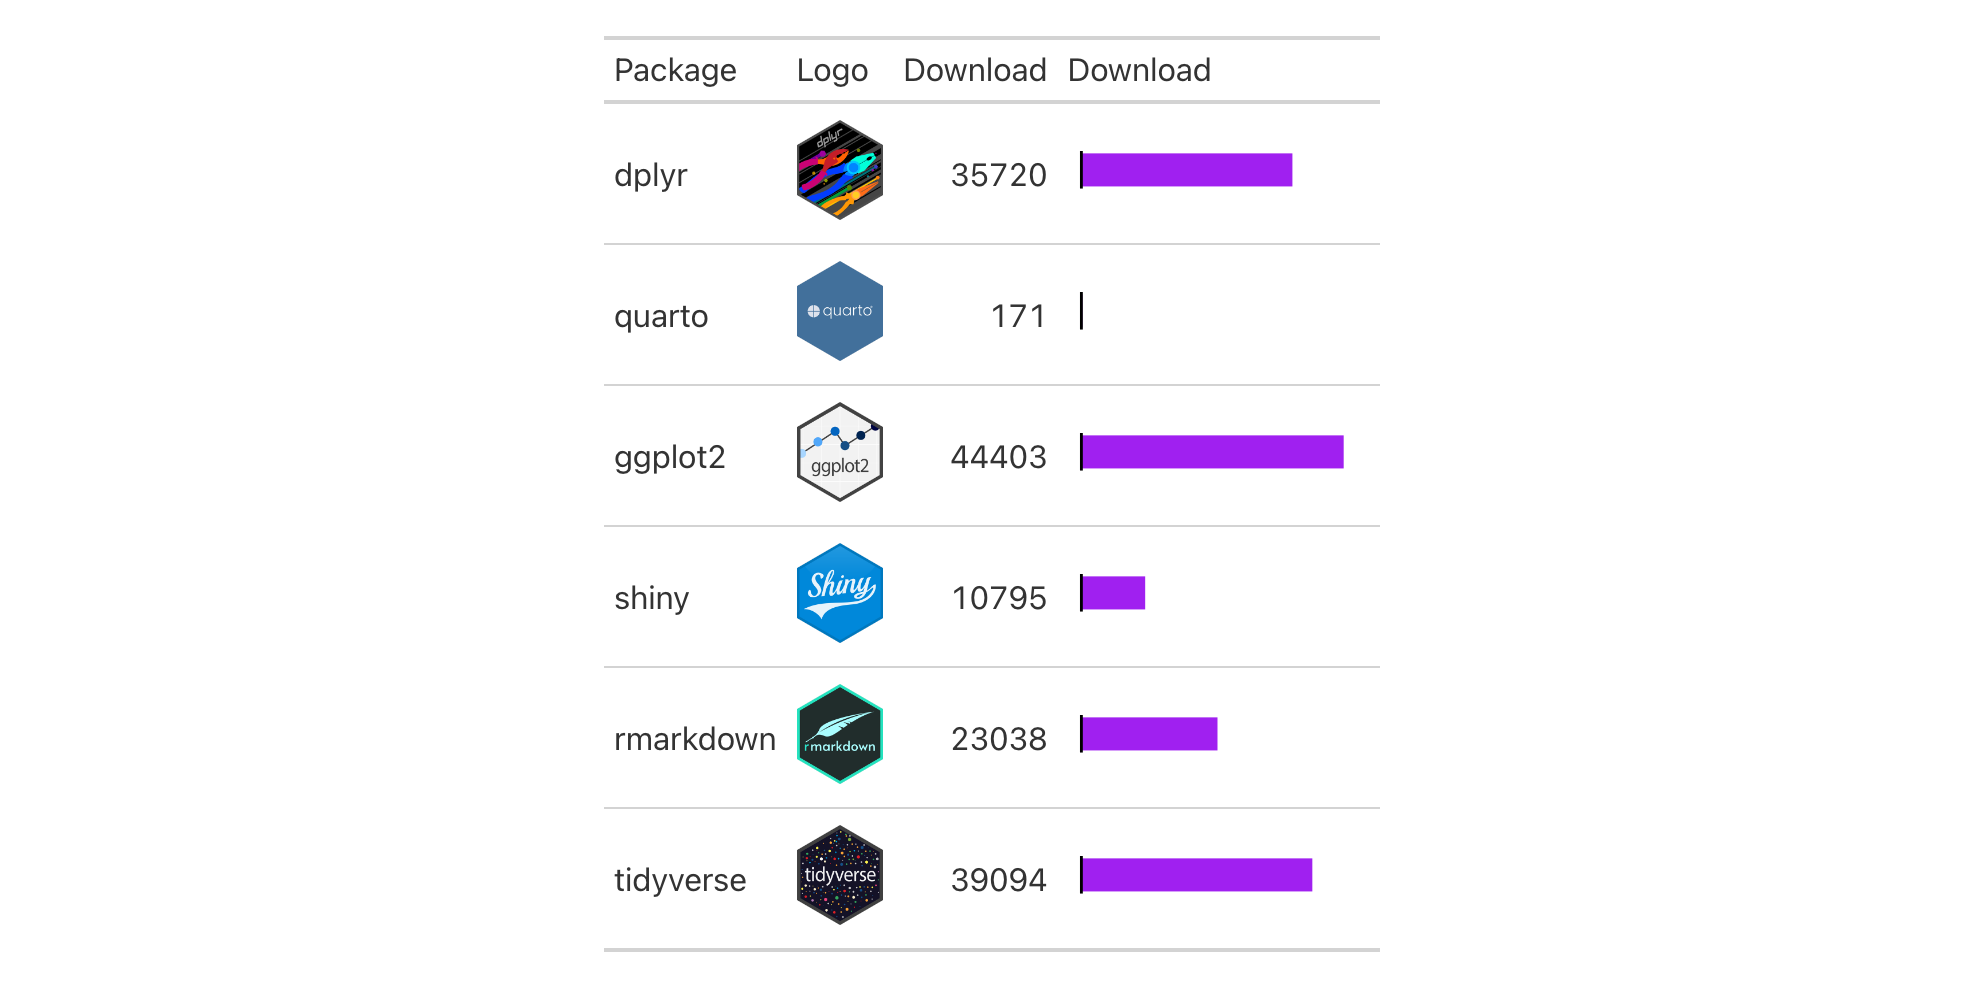 Package Logo Download Download
dplyr
dplyr 35720
quarto quarto 171
ggplot2 ggplot2 44403
shiny Shiny 10795
rmarkdown rmarkdown 23038
tidyverse tidyverse 39094